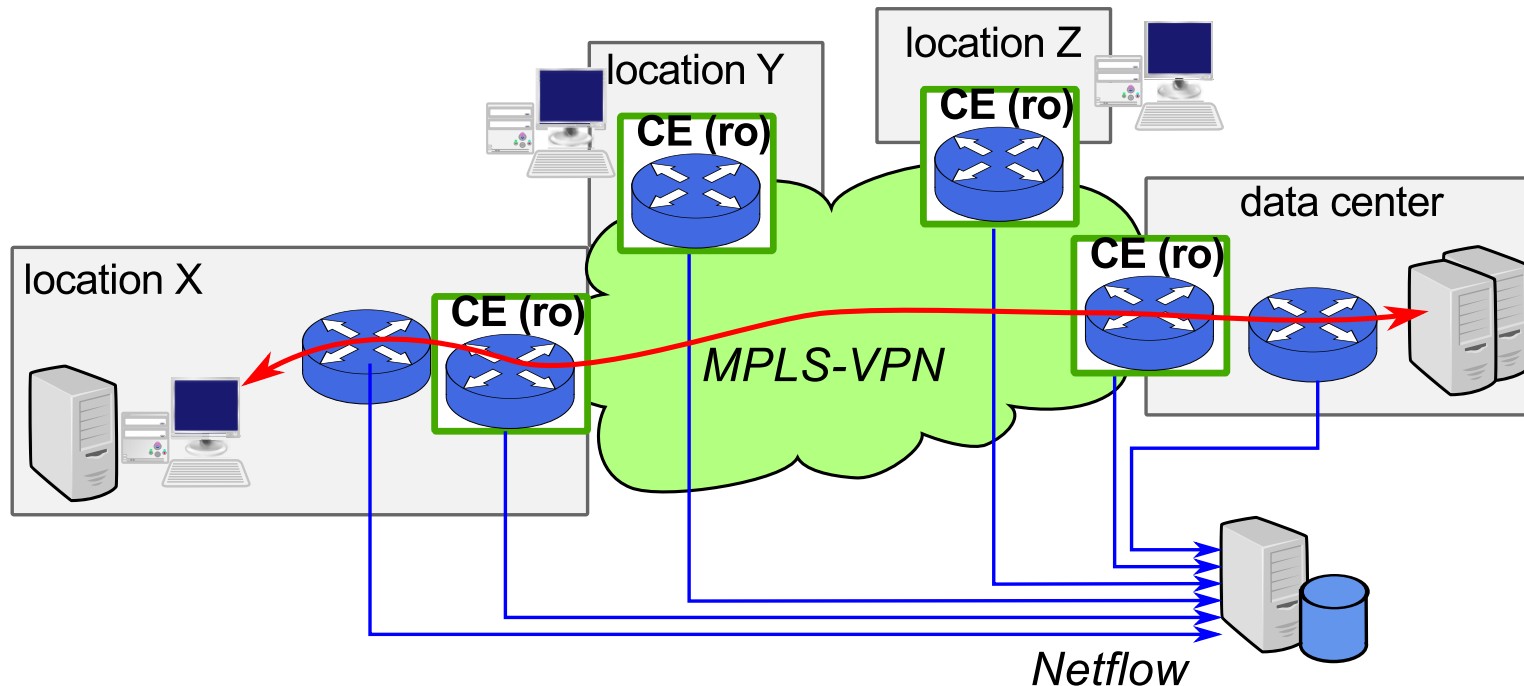 location Z
location Y
CE (ro)
CE (ro)
data center
CE (ro)
location X
CE (ro)
MPLS-VPN
Netflow